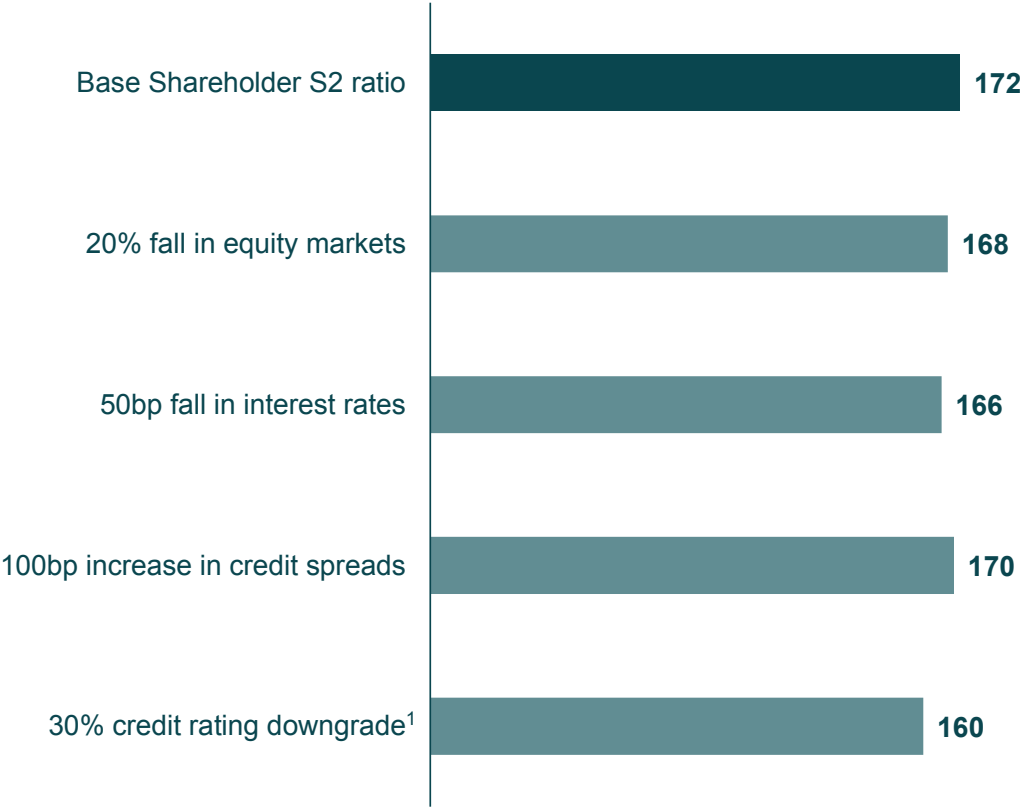 Base Shareholder S2 ratio 172
20% fall in equity markets 168
50bp fall in interest rates 166
100bp increase in credit spreads 170
30% credit rating downgrade¹ 160